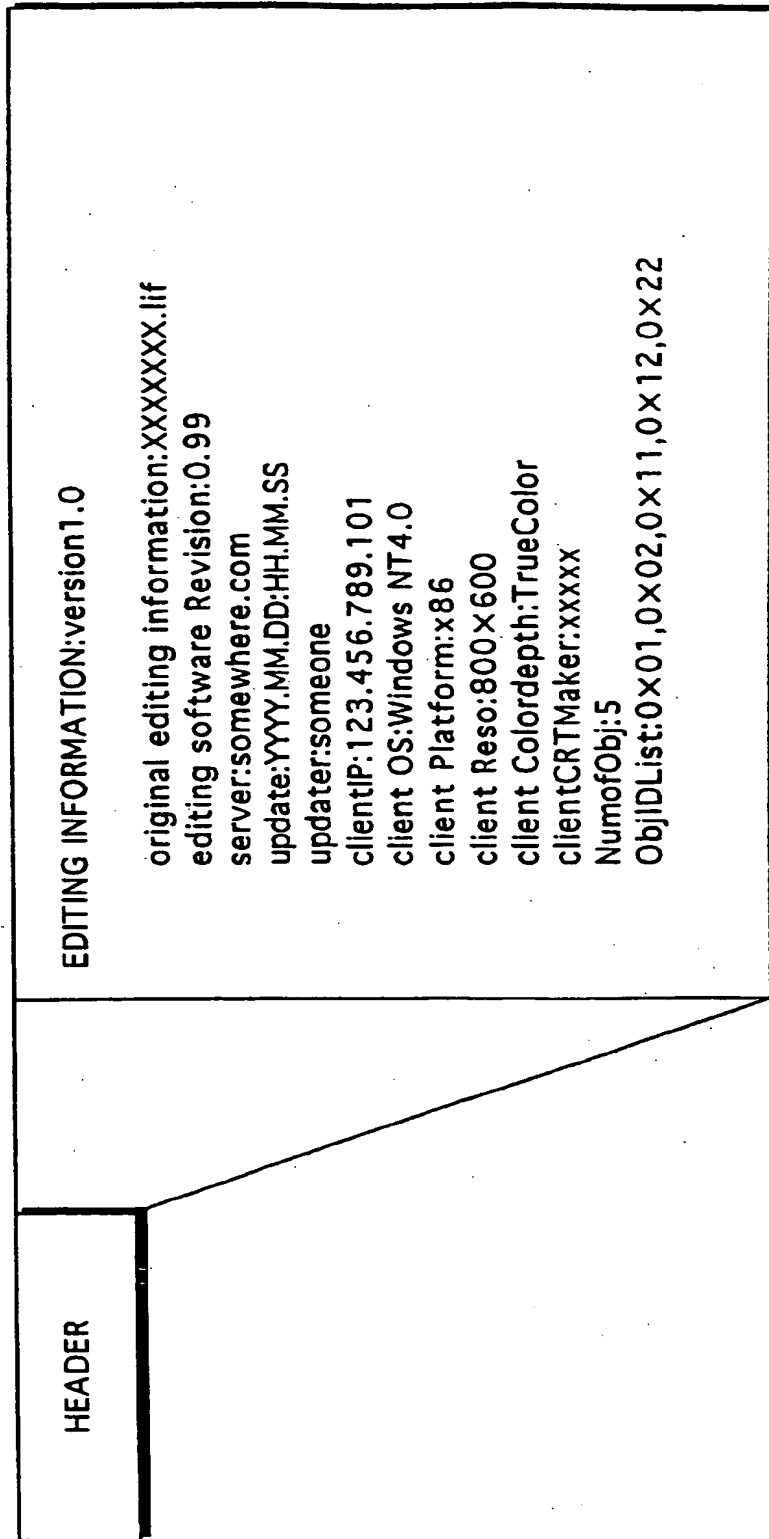 HEADER
EDITING INFORMATION:version1.0
original editing information:XXXXXXX.lif
editing software Revision:0.99
server:somewhere.com
update:YYYY.MM.DD:HH.MM.SS
updater:someone
clientIP:123.456.789.101
client OS:Windows NT4.0
client Platform:x86
client Reso:800×600
client Colordepth:TrueColor
clientCRTMaker:xxxxx
NumofObj:5
ObjIDList:0×01,0×02,0×11,0×12,0×22